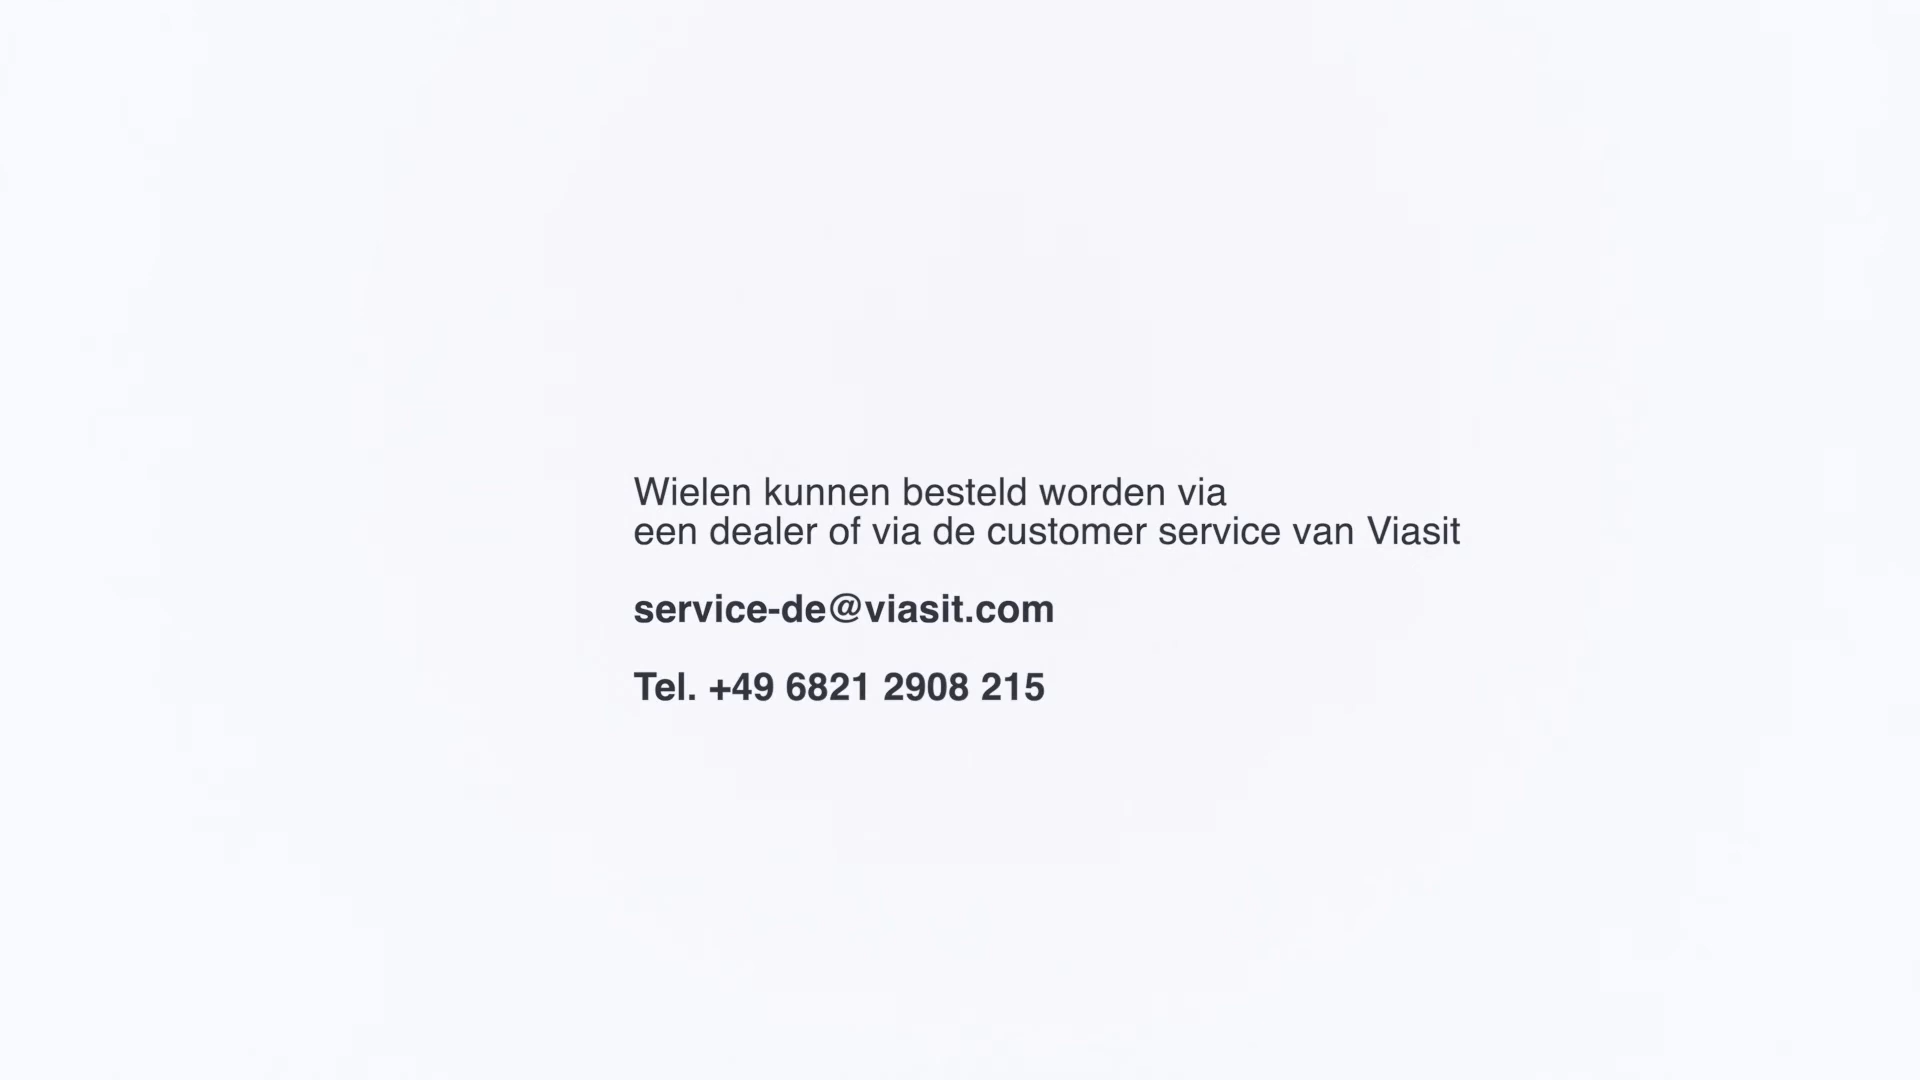 Wielen kunnen besteld worden via
een dealer of via de customer service van Viasit
service-de@viasit.com
Tel. +49 6821 2908 215